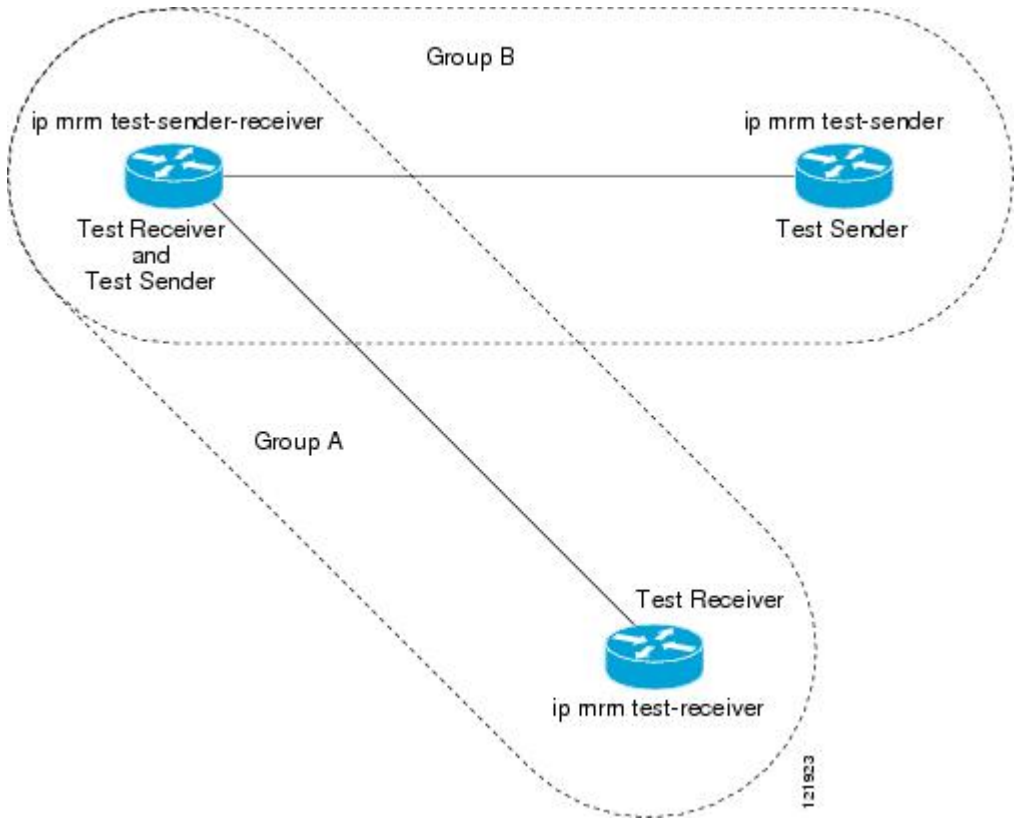 Group B
ip mrm test-sender-receiver
ip mrm test-sender
Test Receiver
and
Test Sender
Test Sender
Group A
Test Receiver
ip mrm test-receiver
121923